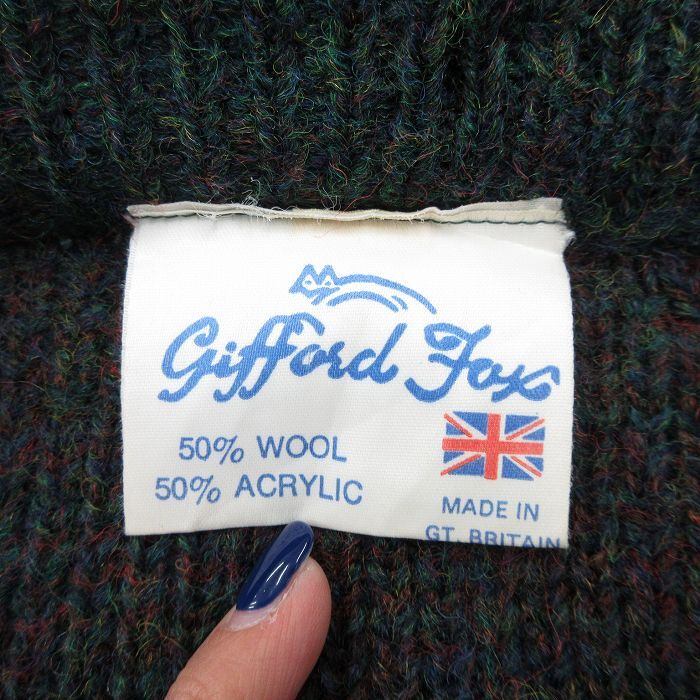 Gifford Fox
50% WOOL
50% ACRYLIC
MADE IN
GT. BRITAIN